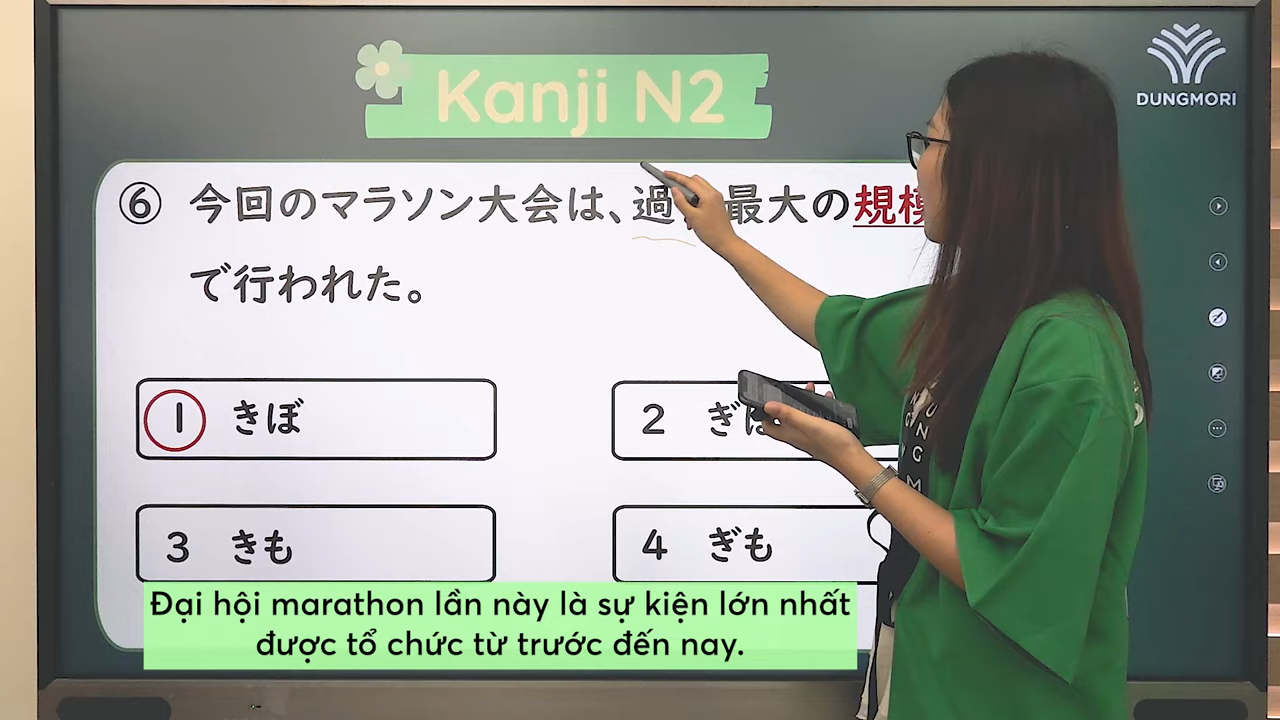 Kanji N2
DUNGMORI
⑥ 今回のマラソン大会は、過 最大の規模
で行われた。
1 きぼ
2 ぎぼ
3 きも
4 ぎも
Đại hội marathon lần này là sự kiện lớn nhất
được tổ chức từ trước đến nay.